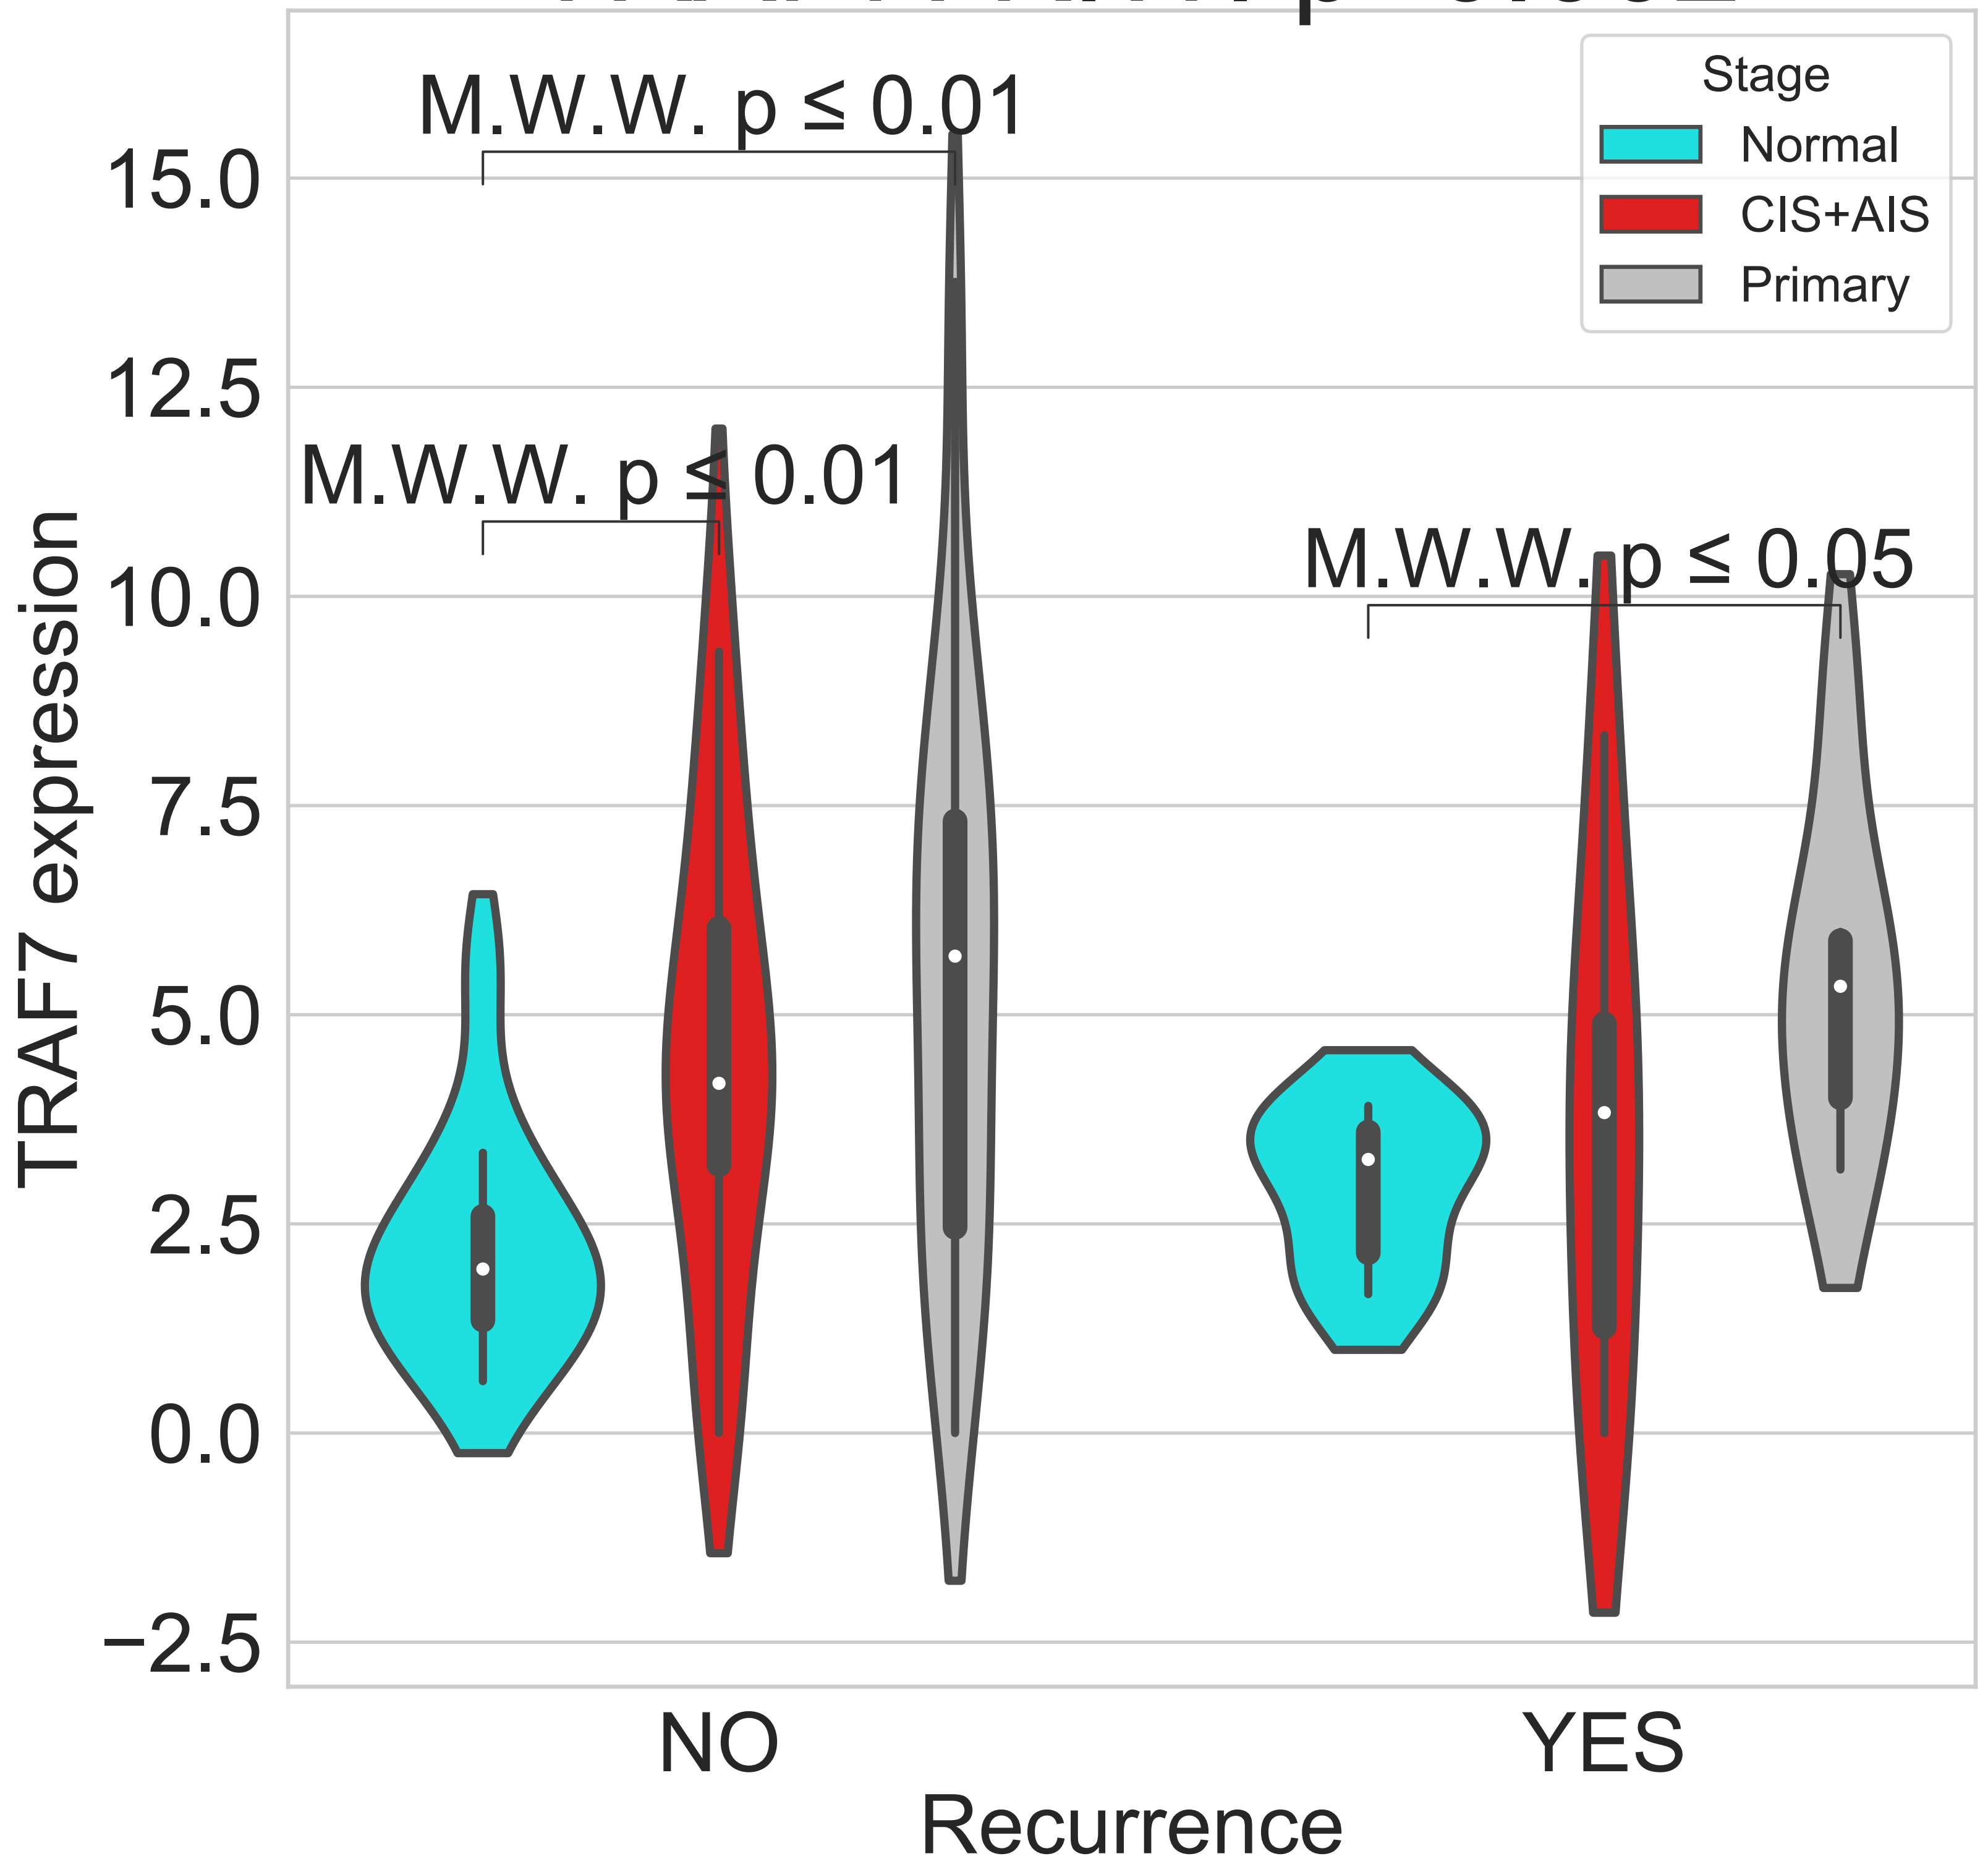 M.W.W. p ≤ 0.01
Stage
Normal
CIS+AIS
Primary
15.0
12.5
M.W.W. p ≤ 0.01
M.W.W. p ≤ 0.05
10.0
7.5
5.0
2.5
0.0
−2.5
TRAF7 expression
NO
YES
Recurrence